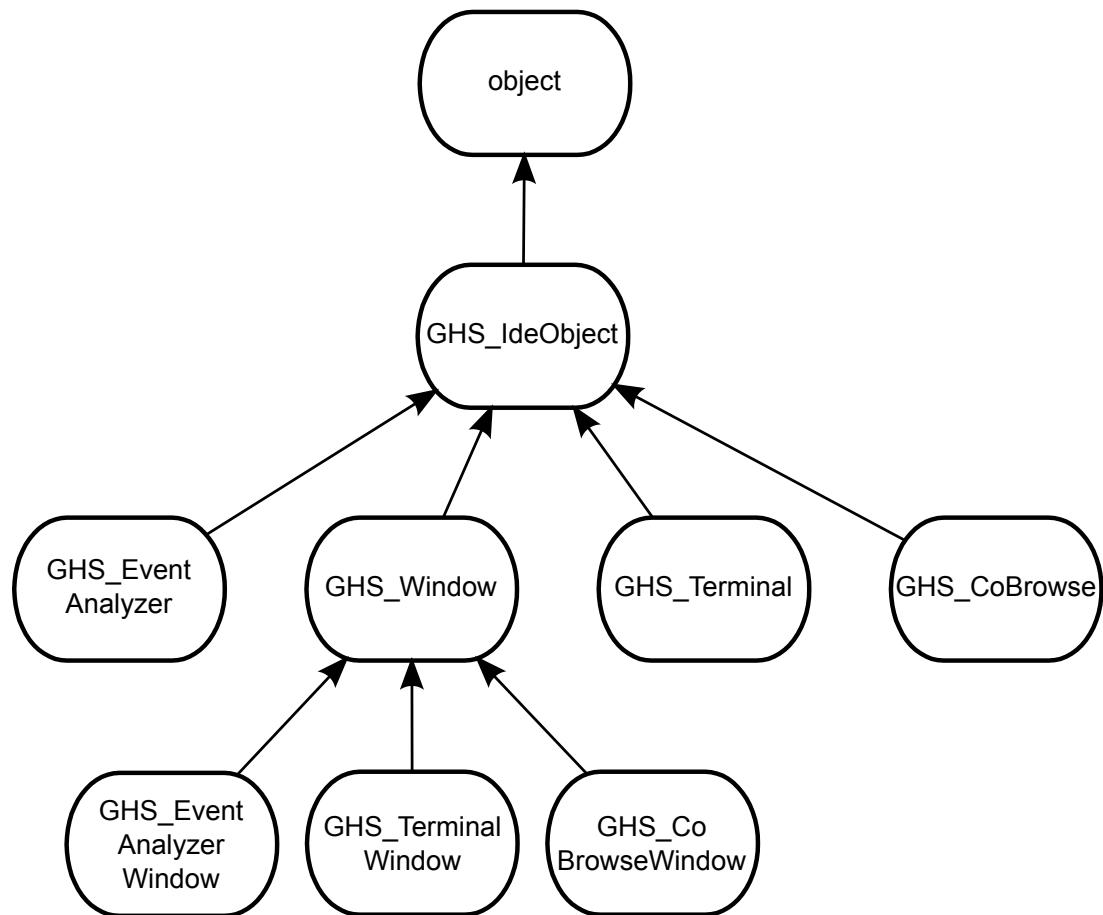 object
GHS_IdeObject
GHS_Event
Analyzer
GHS_Window
GHS_Terminal
GHS_CoBrowse
GHS_Event
Analyzer
Window
GHS_Terminal
Window
GHS_Co
BrowseWindow